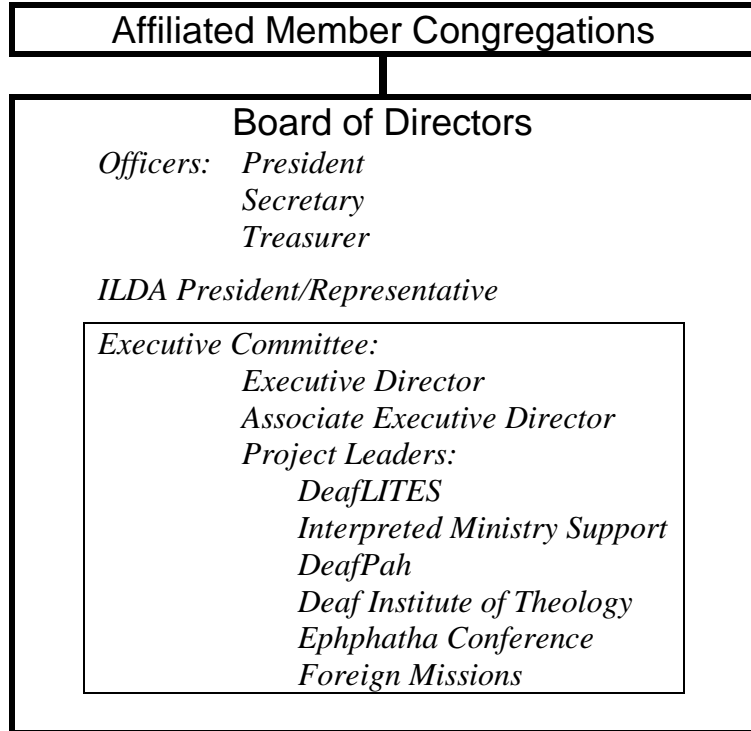 Affiliated Member Congregations
Board of Directors
Officers: President
Secretary
Treasurer
ILDA President/Representative
Executive Committee:
Executive Director
Associate Executive Director
Project Leaders:
DeafLITES
Interpreted Ministry Support
DeafPah
Deaf Institute of Theology
Ephphatha Conference
Foreign Missions